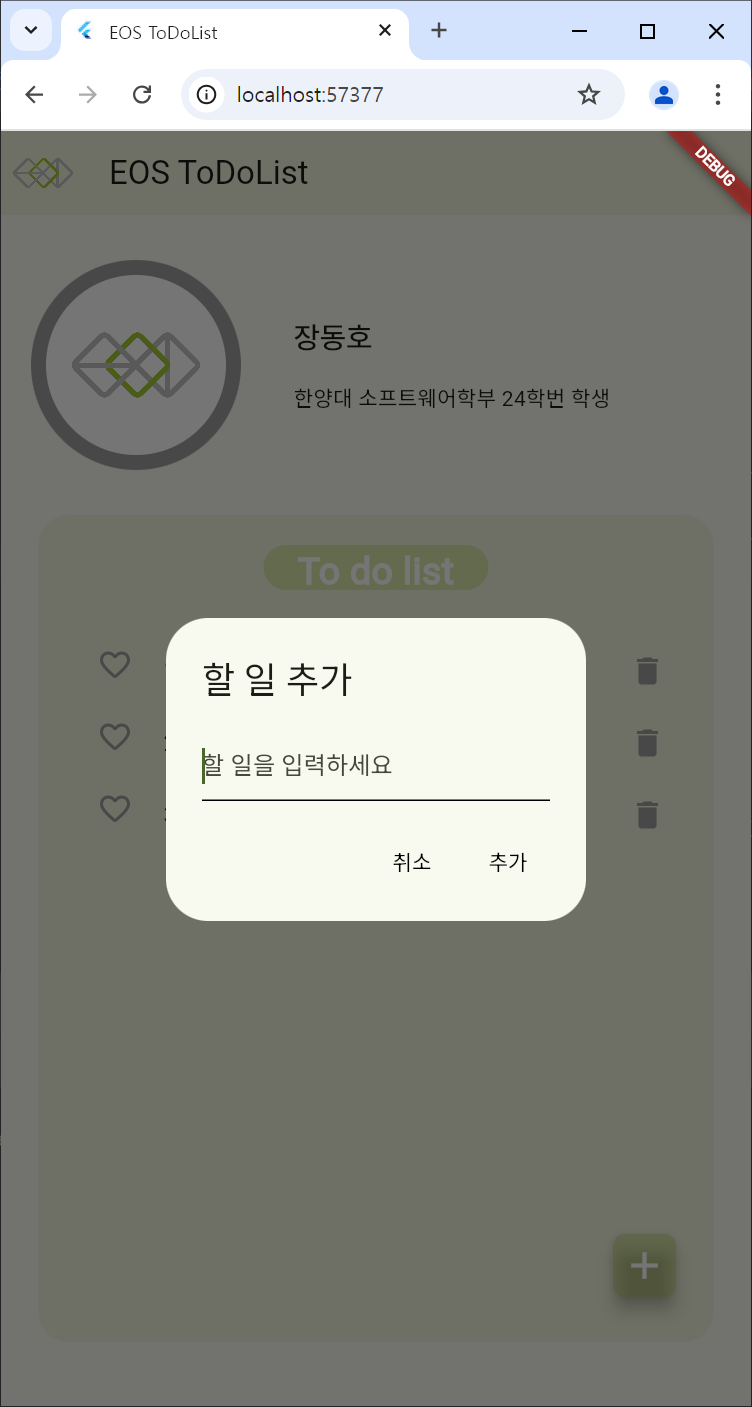 EOS ToDoList
localhost:57377
EOS ToDoList
DEBUG
장동호
한양대 소프트웨어학부 24학번 학생
To do list
할 일 추가
할 일을 입력하세요
취소 추가